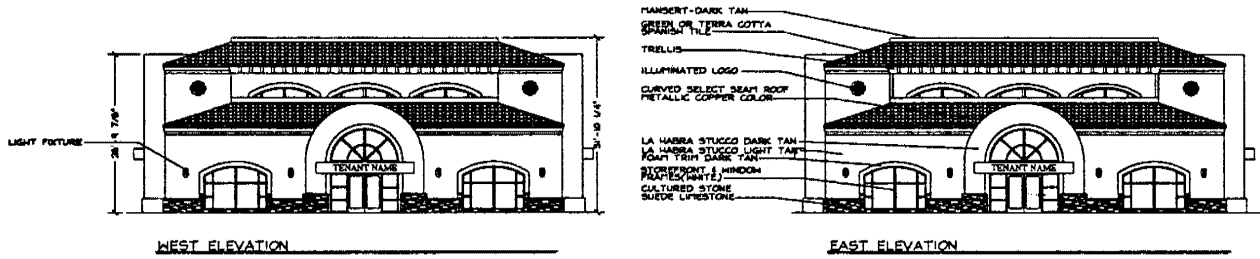 LIGHT FIXTURE
TENANT NAME
WEST ELEVATION
MANSERT-DARK TAN
GREEN OR TERRA COTTA
SPANISH TILE
TRELLIS
ILLUMINATED LOGO
CURVED SELECT SEAM ROOF
METALLIC COPPER COLOR
LA HABRA STUCCO DARK TAN
LA HABRA STUCCO LIGHT TAN
FOAM TRIM DARK TAN
STOREFRONT & WINDOW
FRAMES(WHITE)
CULTURED STONE
SUEDE LIMESTONE
TENANT NAME
EAST ELEVATION